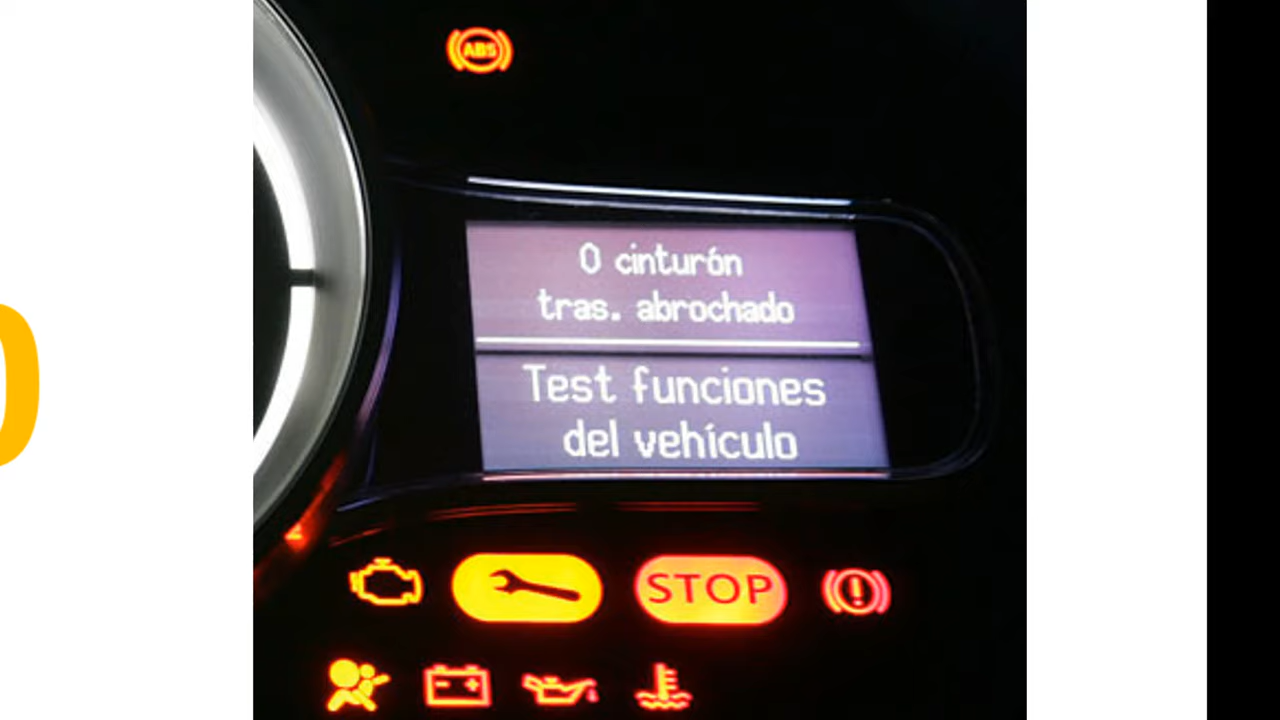 ABS
0 cinturón
tras. abrochado
Test funciones
del vehículo
STOP